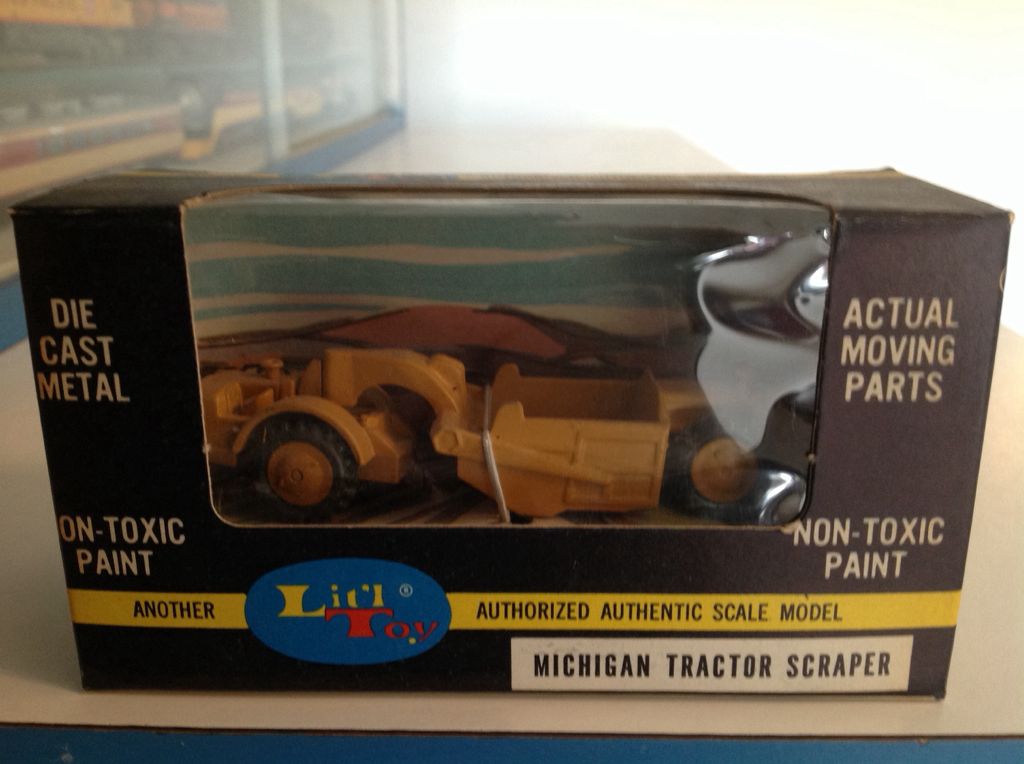 DIE
CAST
METAL
ACTUAL
MOVING
PARTS
ON-TOXIC
PAINT
NON-TOXIC
PAINT
ANOTHER
Lit'l ®
Toy
AUTHORIZED AUTHENTIC SCALE MODEL
MICHIGAN TRACTOR SCRAPER